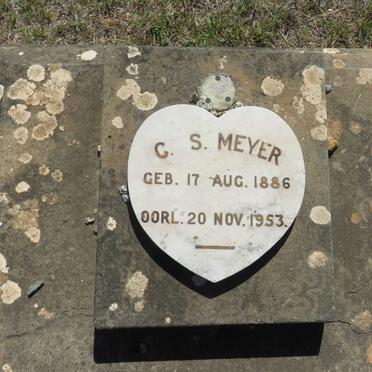 C. S. MEYER
GEB. 17 AUG. 1886
OORL. 20 NOV. 1953.